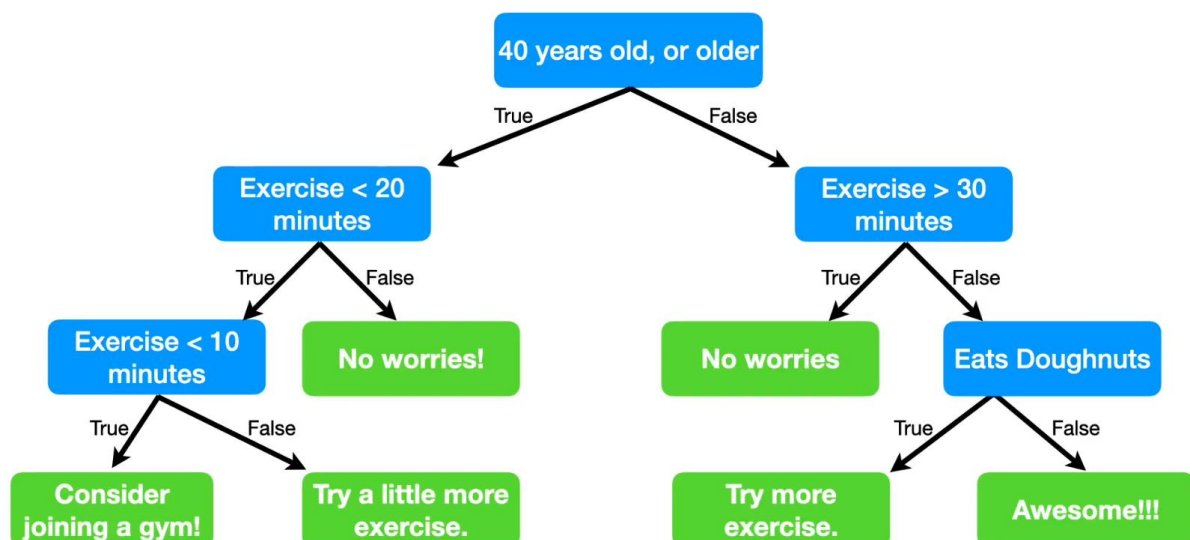 40 years old, or older
True
False
Exercise < 20
minutes
Exercise > 30
minutes
True
False
True
False
Exercise < 10
minutes
No worries!
No worries
Eats Doughnuts
True
False
True
False
Consider
joining a gym!
Try a little more
exercise.
Try more
exercise.
Awesome!!!